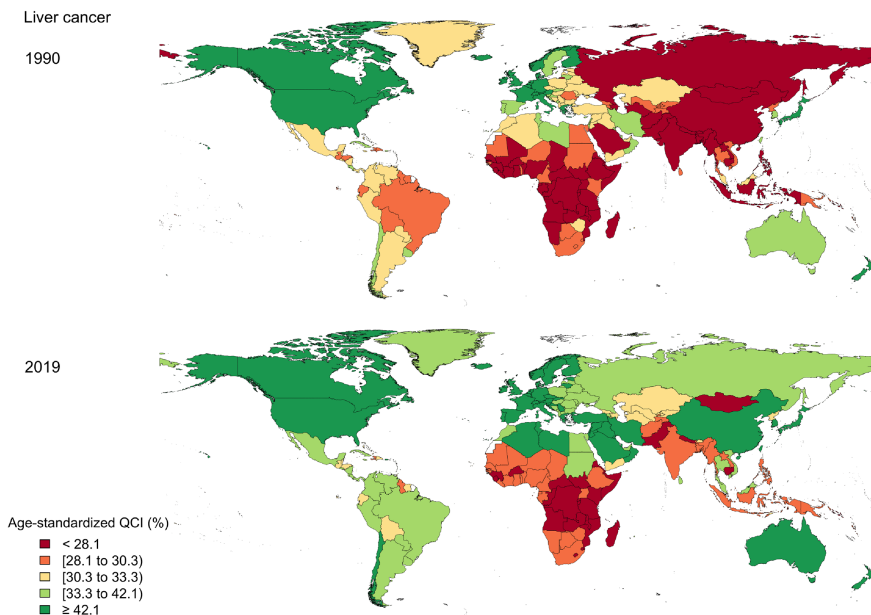 Liver cancer
1990
2019
Age-standardized QCI (%)
< 28.1
[28.1 to 30.3)
[30.3 to 33.3)
[33.3 to 42.1)
≥ 42.1